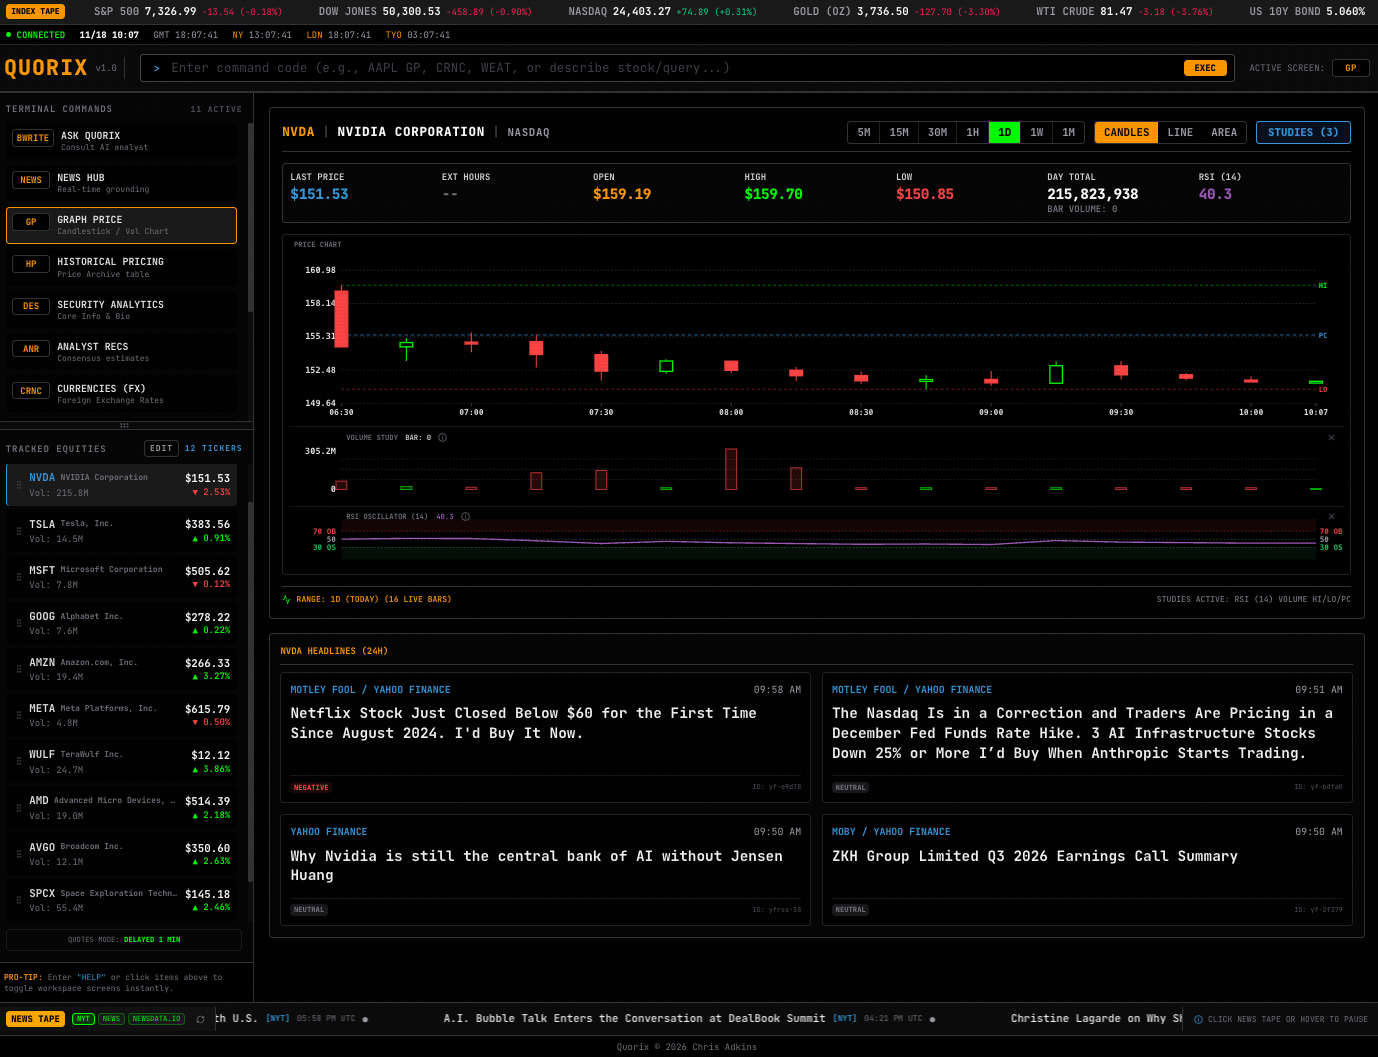 INDEX TAPE S&P 500 7,326.99 -13.54 (-0.18%) DOW JONES 50,300.53 -458.89 (-0.90%) NASDAQ 24,403.27 +74.89 (+0.31%) GOLD (OZ) 3,736.50 -127.70 (-3.30%) WTI CRUDE 81.47 -3.18 (-3.76%) US 10Y BOND 5.060%
● CONNECTED 11/18 10:07 GMT 18:07:41 NY 13:07:41 LDN 18:07:41 TYO 03:07:41
QUORIX v1.0 > Enter command code (e.g., AAPL GP, CRNC, WEAT, or describe stock/query...) EXEC ACTIVE SCREEN: GP
TERMINAL COMMANDS 11 ACTIVE
BWRITE ASK QUORIX
Consult AI analyst
NEWS NEWS HUB
Real-time grounding
GP GRAPH PRICE
Candlestick / Vol Chart
HP HISTORICAL PRICING
Price Archive table
DES SECURITY ANALYTICS
Core Info & Bio
ANR ANALYST RECS
Consensus estimates
CRNC CURRENCIES (FX)
Foreign Exchange Rates
TRACKED EQUITIES EDIT 12 TICKERS
NVDA NVIDIA Corporation $151.53
Vol: 215.8M ▼ 2.53%
TSLA Tesla, Inc. $383.56
Vol: 14.5M ▲ 0.91%
MSFT Microsoft Corporation $505.62
Vol: 7.8M ▼ 0.12%
GOOG Alphabet Inc. $278.22
Vol: 7.6M ▲ 0.22%
AMZN Amazon.com, Inc. $266.33
Vol: 19.4M ▲ 3.27%
META Meta Platforms, Inc. $615.79
Vol: 4.8M ▼ 0.50%
WULF TeraWulf Inc. $12.12
Vol: 24.7M ▲ 3.86%
AMD Advanced Micro Devices, … $514.39
Vol: 19.0M ▲ 2.18%
AVGO Broadcom Inc. $350.60
Vol: 12.1M ▲ 2.63%
SPCX Space Exploration Techn… $145.18
Vol: 55.4M ▲ 2.46%
QUOTES MODE: DELAYED 1 MIN
PRO-TIP: Enter "HELP" or click items above to
toggle workspace screens instantly.
NVDA | NVIDIA CORPORATION | NASDAQ 5M 15M 30M 1H 1D 1W 1M CANDLES LINE AREA STUDIES (3)
LAST PRICE EXT HOURS OPEN HIGH LOW DAY TOTAL RSI (14)
$151.53 -- $159.19 $159.70 $150.85 215,823,938 40.3
BAR VOLUME: 0
PRICE CHART
160.98
HI
158.14
155.31 PC
152.48
LO
149.64
06:30 07:00 07:30 08:00 08:30 09:00 09:30 10:00 10:07
VOLUME STUDY BAR: 0
305.2M
0
RSI OSCILLATOR (14) 40.3
70 OB 70 OB
50 50
30 OS 30 OS
RANGE: 1D (TODAY) (16 LIVE BARS) STUDIES ACTIVE: RSI (14) VOLUME HI/LO/PC
NVDA HEADLINES (24H)
MOTLEY FOOL / YAHOO FINANCE 09:58 AM
Netflix Stock Just Closed Below $60 for the First Time
Since August 2024. I'd Buy It Now.
NEGATIVE ID: yf-e9d78
MOTLEY FOOL / YAHOO FINANCE 09:51 AM
The Nasdaq Is in a Correction and Traders Are Pricing in a
December Fed Funds Rate Hike. 3 AI Infrastructure Stocks
Down 25% or More I’d Buy When Anthropic Starts Trading.
NEUTRAL ID: yf-bdfa0
YAHOO FINANCE 09:50 AM
Why Nvidia is still the central bank of AI without Jensen
Huang
NEUTRAL ID: yfrss-38
MOBY / YAHOO FINANCE 09:50 AM
ZKH Group Limited Q3 2026 Earnings Call Summary
NEUTRAL ID: yf-2f379
NEWS TAPE NYT NEWS NEWSDATA.IO th U.S. [NYT] 05:58 PM UTC ● A.I. Bubble Talk Enters the Conversation at DealBook Summit [NYT] 04:21 PM UTC ● Christine Lagarde on Why Sh CLICK NEWS TAPE OR HOVER TO PAUSE
Quorix © 2026 Chris Adkins